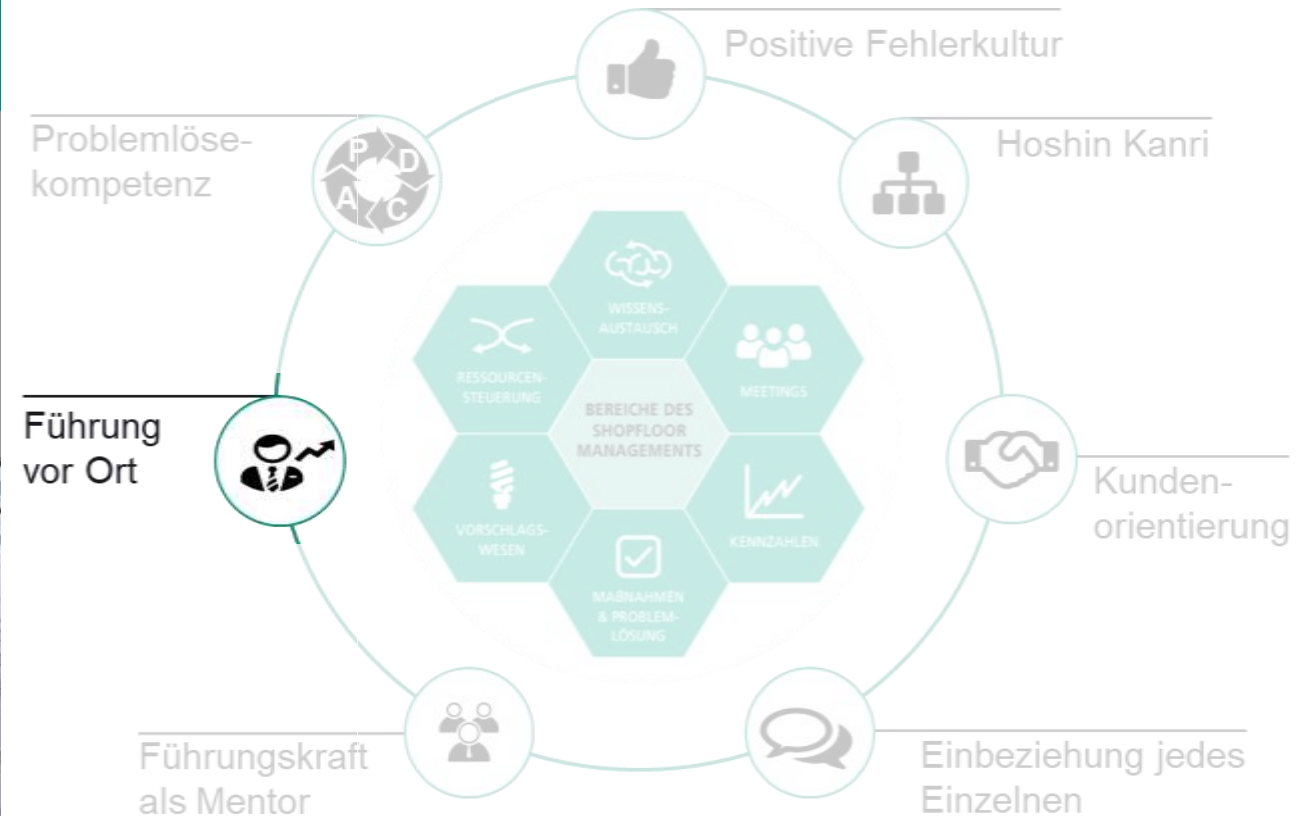 Positive Fehlerkultur
Hoshin Kanri
Problemlöse-
kompetenz
P
D
A
C
WISSENS-
AUSTAUSCH
RESSOURCEN-
STEUERUNG
MEETINGS
BEREICHE DES
SHOPFLOOR
MANAGEMENTS
Führung
vor Ort
Kunden-
orientierung
VORSCHLAGS-
WESEN
KENNZAHLEN
MAßNAHMEN
& PROBLEM-
LÖSUNG
Führungskraft
als Mentor
Einbeziehung jedes
Einzelnen